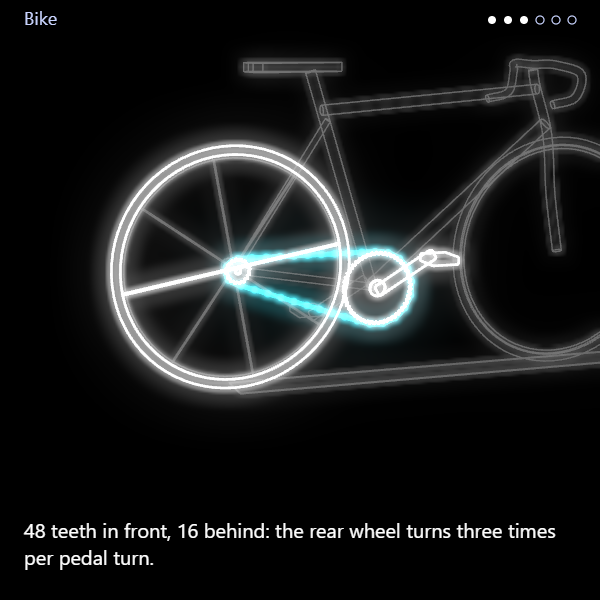 Bike
48 teeth in front, 16 behind: the rear wheel turns three times
per pedal turn.